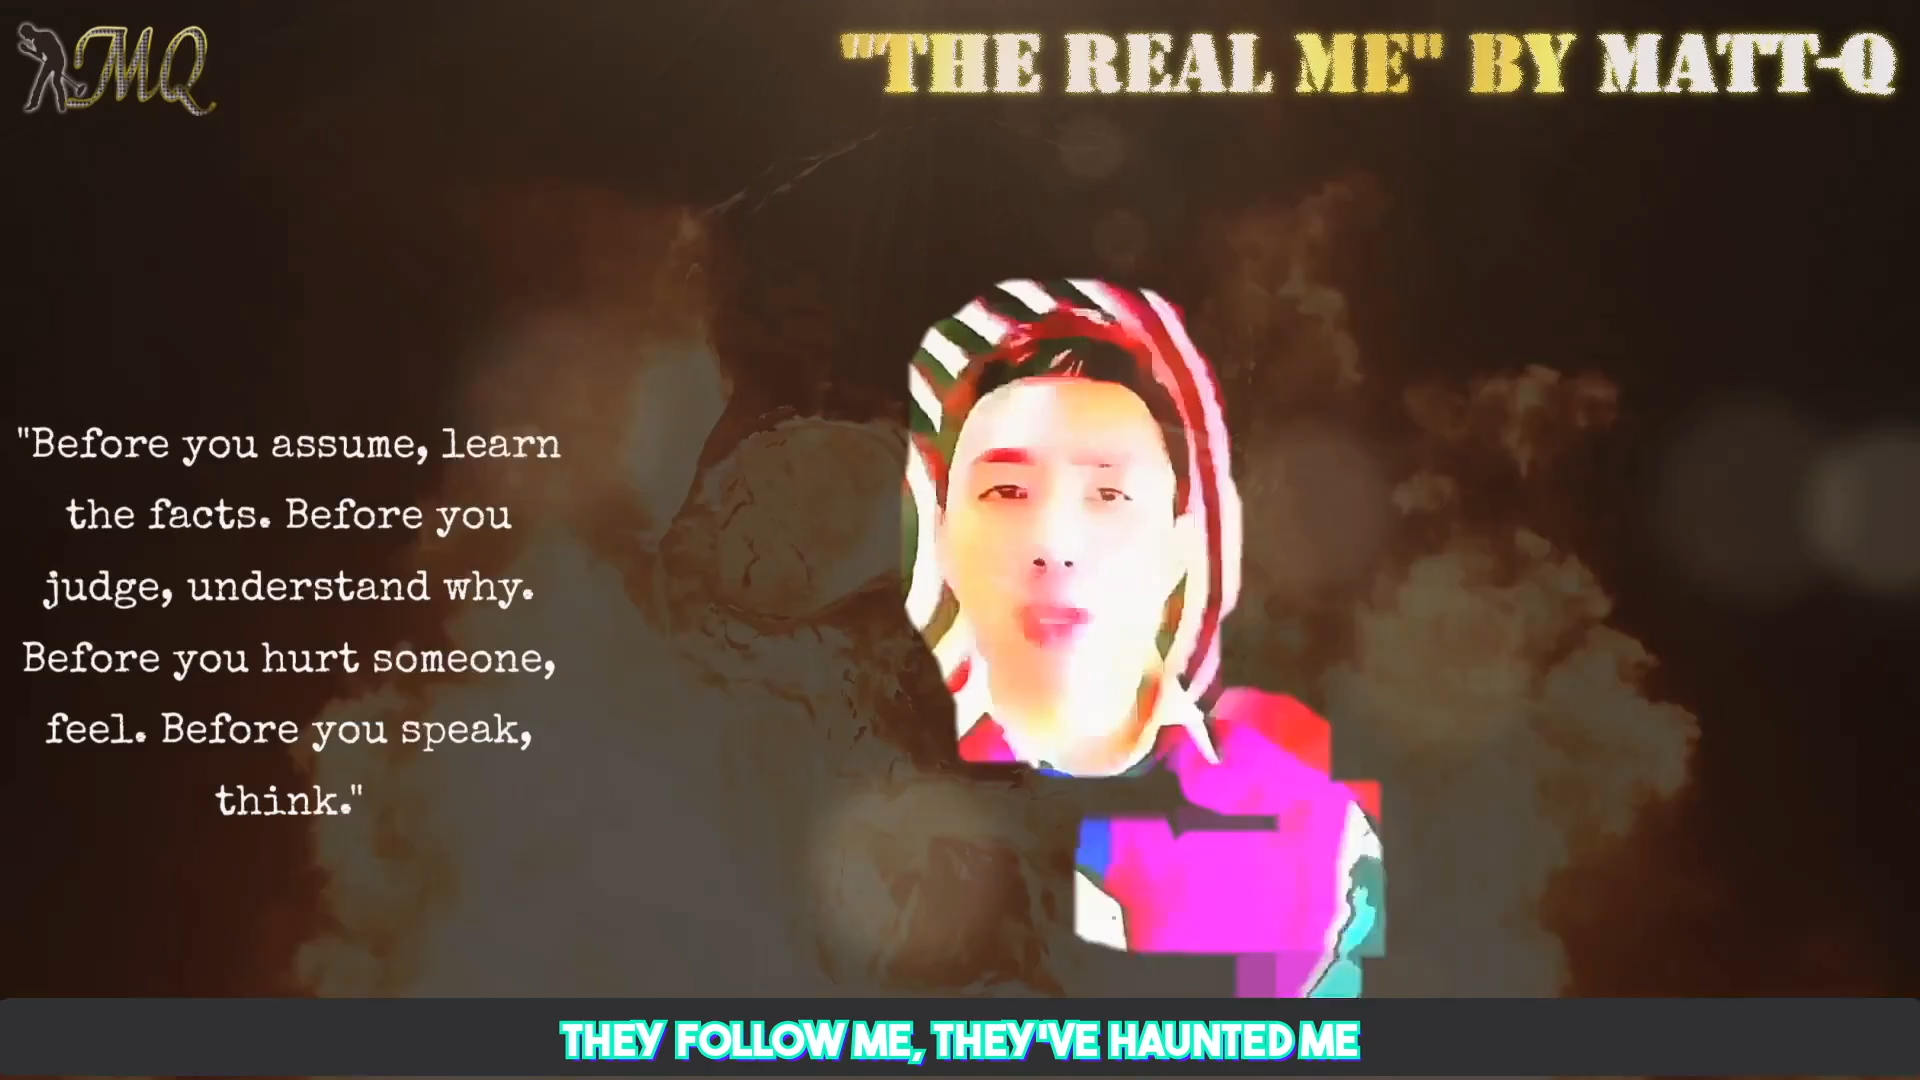 MQ
"THE REAL ME" BY MATT-Q
"Before you assume, learn
the facts. Before you
judge, understand why.
Before you hurt someone,
feel. Before you speak,
think."
THEY FOLLOW ME, THEY'VE HAUNTED ME